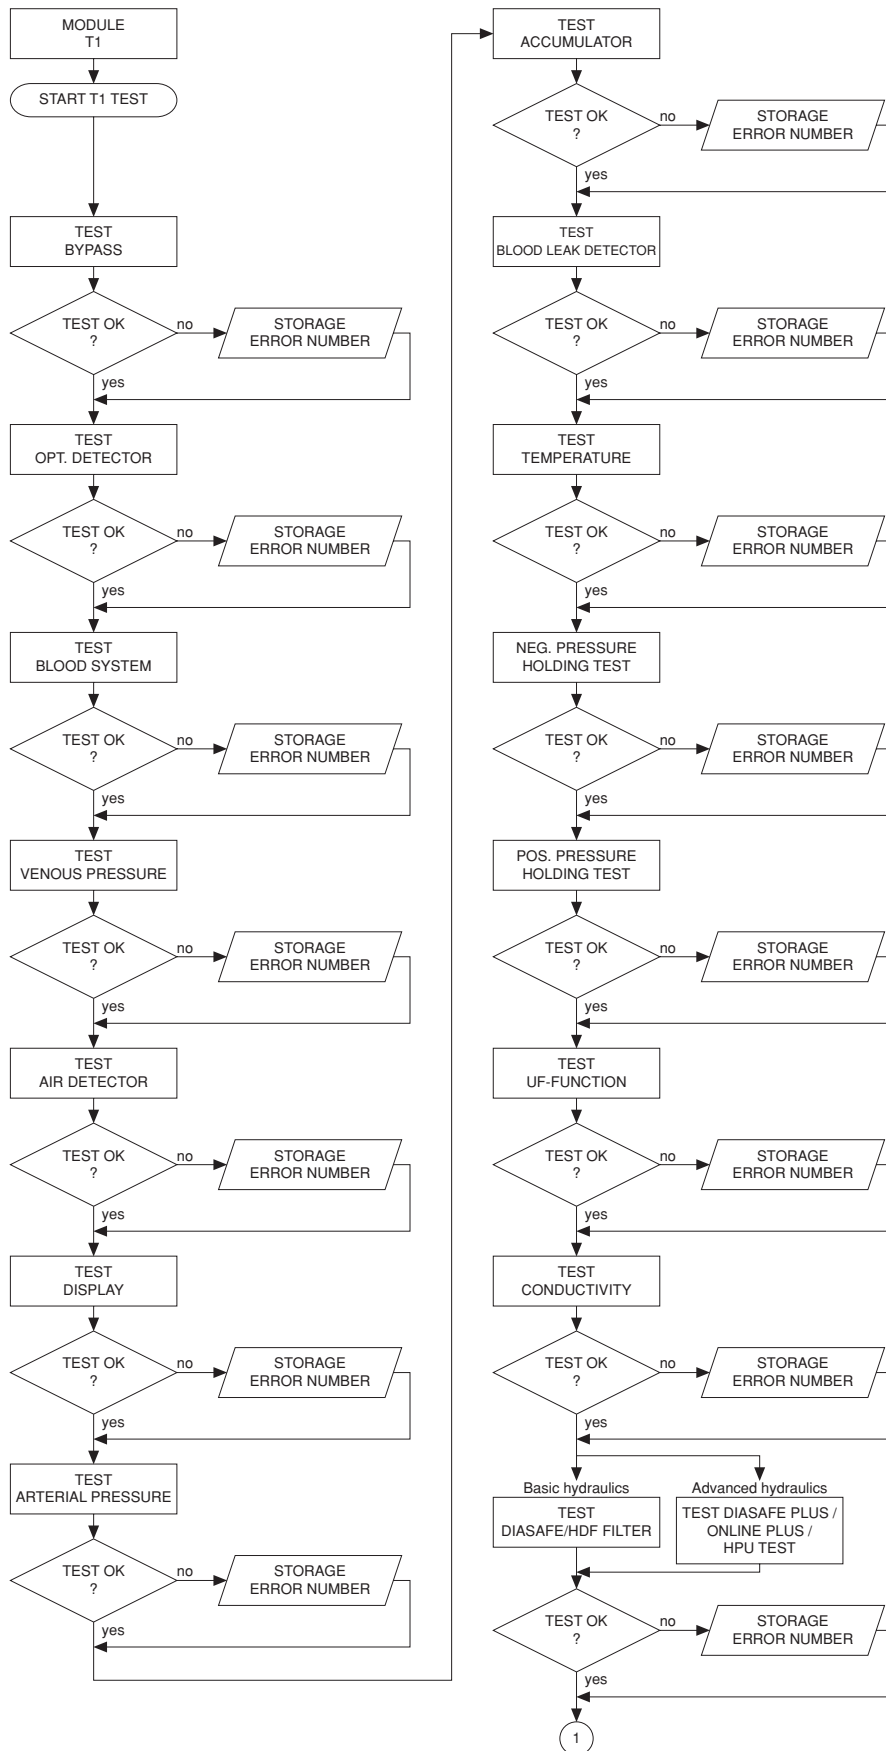 MODULE
T1
START T1 TEST
TEST
BYPASS
TEST OK
?
no
STORAGE
ERROR NUMBER
yes
TEST
OPT. DETECTOR
TEST OK
?
no
STORAGE
ERROR NUMBER
yes
TEST
BLOOD SYSTEM
TEST OK
?
no
STORAGE
ERROR NUMBER
yes
TEST
VENOUS PRESSURE
TEST OK
?
no
STORAGE
ERROR NUMBER
yes
TEST
AIR DETECTOR
TEST OK
?
no
STORAGE
ERROR NUMBER
yes
TEST
DISPLAY
TEST OK
?
no
STORAGE
ERROR NUMBER
yes
TEST
ARTERIAL PRESSURE
TEST OK
?
no
STORAGE
ERROR NUMBER
yes
TEST
ACCUMULATOR
TEST OK
?
no
STORAGE
ERROR NUMBER
yes
TEST
BLOOD LEAK DETECTOR
TEST OK
?
no
STORAGE
ERROR NUMBER
yes
TEST
TEMPERATURE
TEST OK
?
no
STORAGE
ERROR NUMBER
yes
NEG. PRESSURE
HOLDING TEST
TEST OK
?
no
STORAGE
ERROR NUMBER
yes
POS. PRESSURE
HOLDING TEST
TEST OK
?
no
STORAGE
ERROR NUMBER
yes
TEST
UF-FUNCTION
TEST OK
?
no
STORAGE
ERROR NUMBER
yes
TEST
CONDUCTIVITY
TEST OK
?
no
STORAGE
ERROR NUMBER
yes
Basic hydraulics
TEST
DIASAFE/HDF FILTER
Advanced hydraulics
TEST DIASAFE PLUS /
ONLINE PLUS /
HPU TEST
TEST OK
?
no
STORAGE
ERROR NUMBER
yes
1